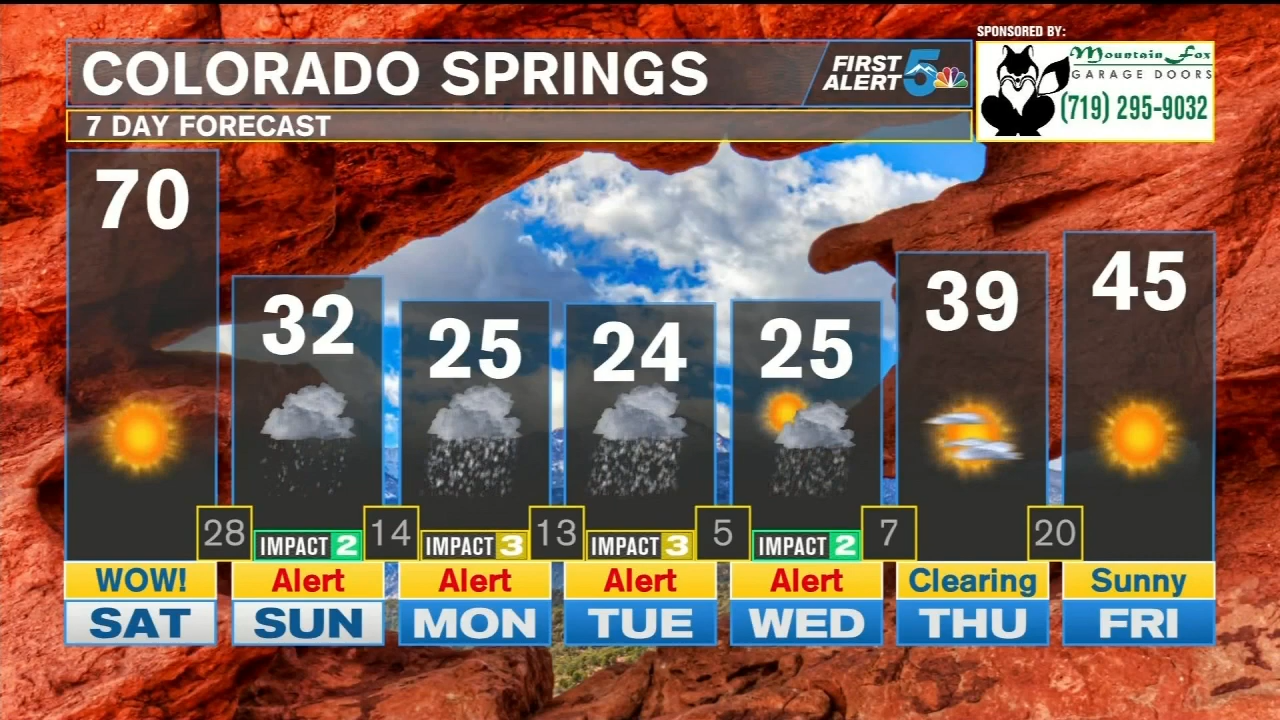 SPONSORED BY:
COLORADO SPRINGS
FIRST
ALERT 5
Mountain Fox
GARAGE DOORS
(719) 295-9032
7 DAY FORECAST
70
32
25
24
25
39
45
28
14
13
5
7
20
IMPACT 2
IMPACT 3
IMPACT 3
IMPACT 2
WOW!
Alert
Alert
Alert
Alert
Clearing
Sunny
SAT
SUN
MON
TUE
WED
THU
FRI